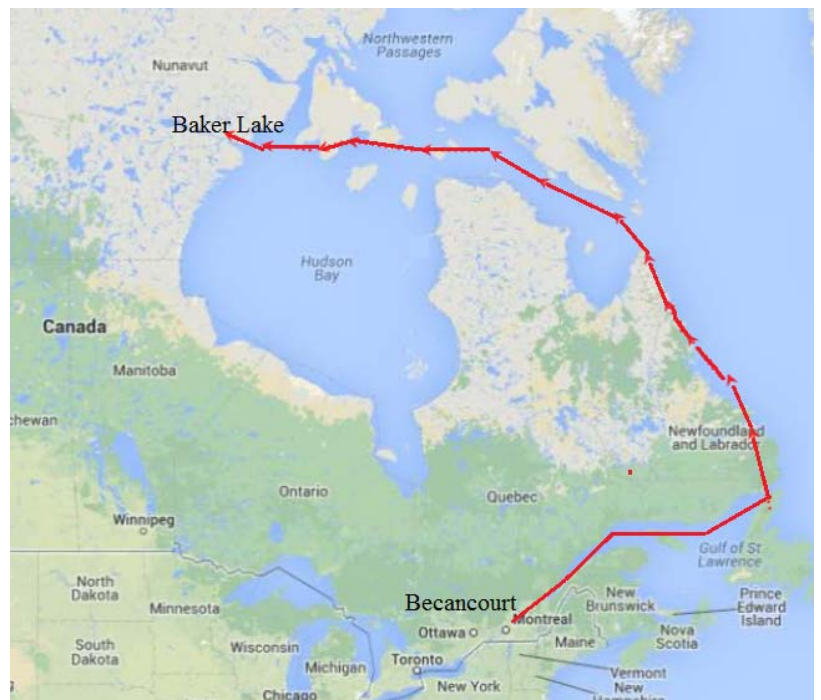 Northwestern
Passages
Nunavut
Baker Lake
Hudson
Bay
Canada
Manitoba
chewan
Newfoundland
and Labrador
Ontario
Quebec
Winnipeg
Gulf of St
Lawrence
North
Dakota
Minnesota
Becancourt
New
Brunswick
Prince
Edward
Island
Montreal
Ottawa
Maine
Nova
Scotia
South
Dakota
Wisconsin
Michigan
Toronto
Vermont
New York
New
Hampshire
Chicago